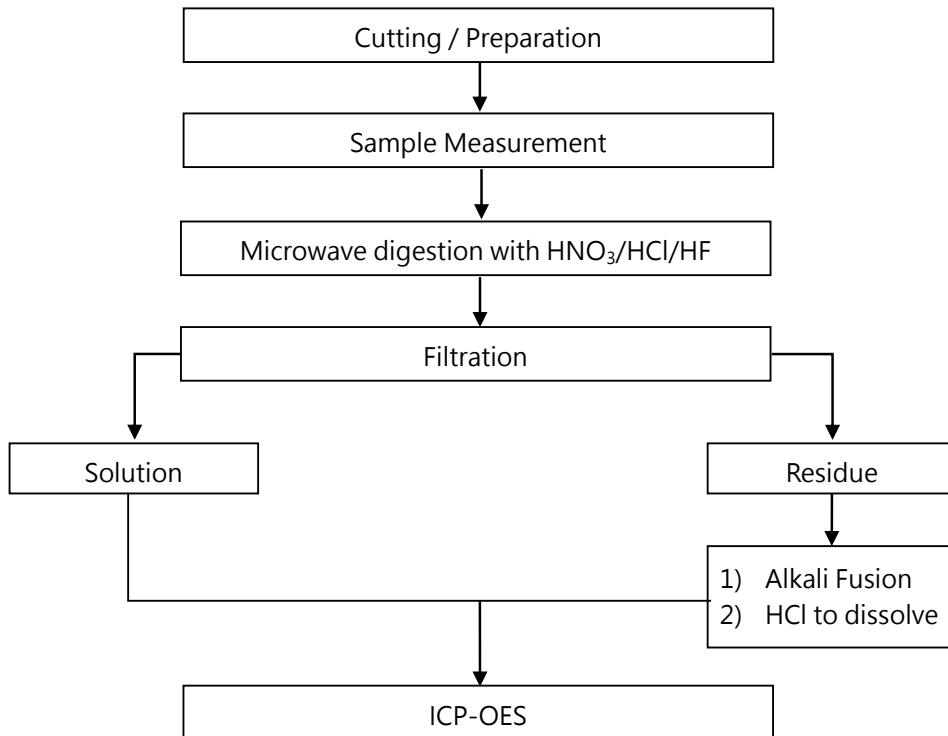 Cutting / Preparation
Sample Measurement
Microwave digestion with HNO₃/HCl/HF
Filtration
Solution
Residue
1) Alkali Fusion
2) HCl to dissolve
ICP-OES